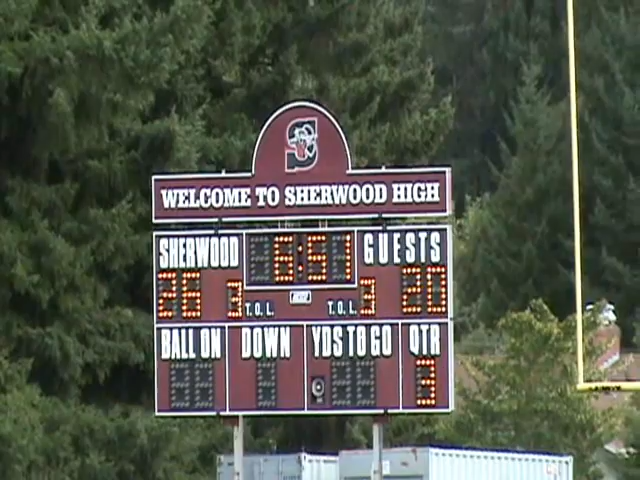 WELCOME TO SHERWOOD HIGH
SHERWOOD 6:51 GUESTS
26 3 T.O.L. T.O.L. 3 20
BALL ON DOWN YDS TO GO QTR
3